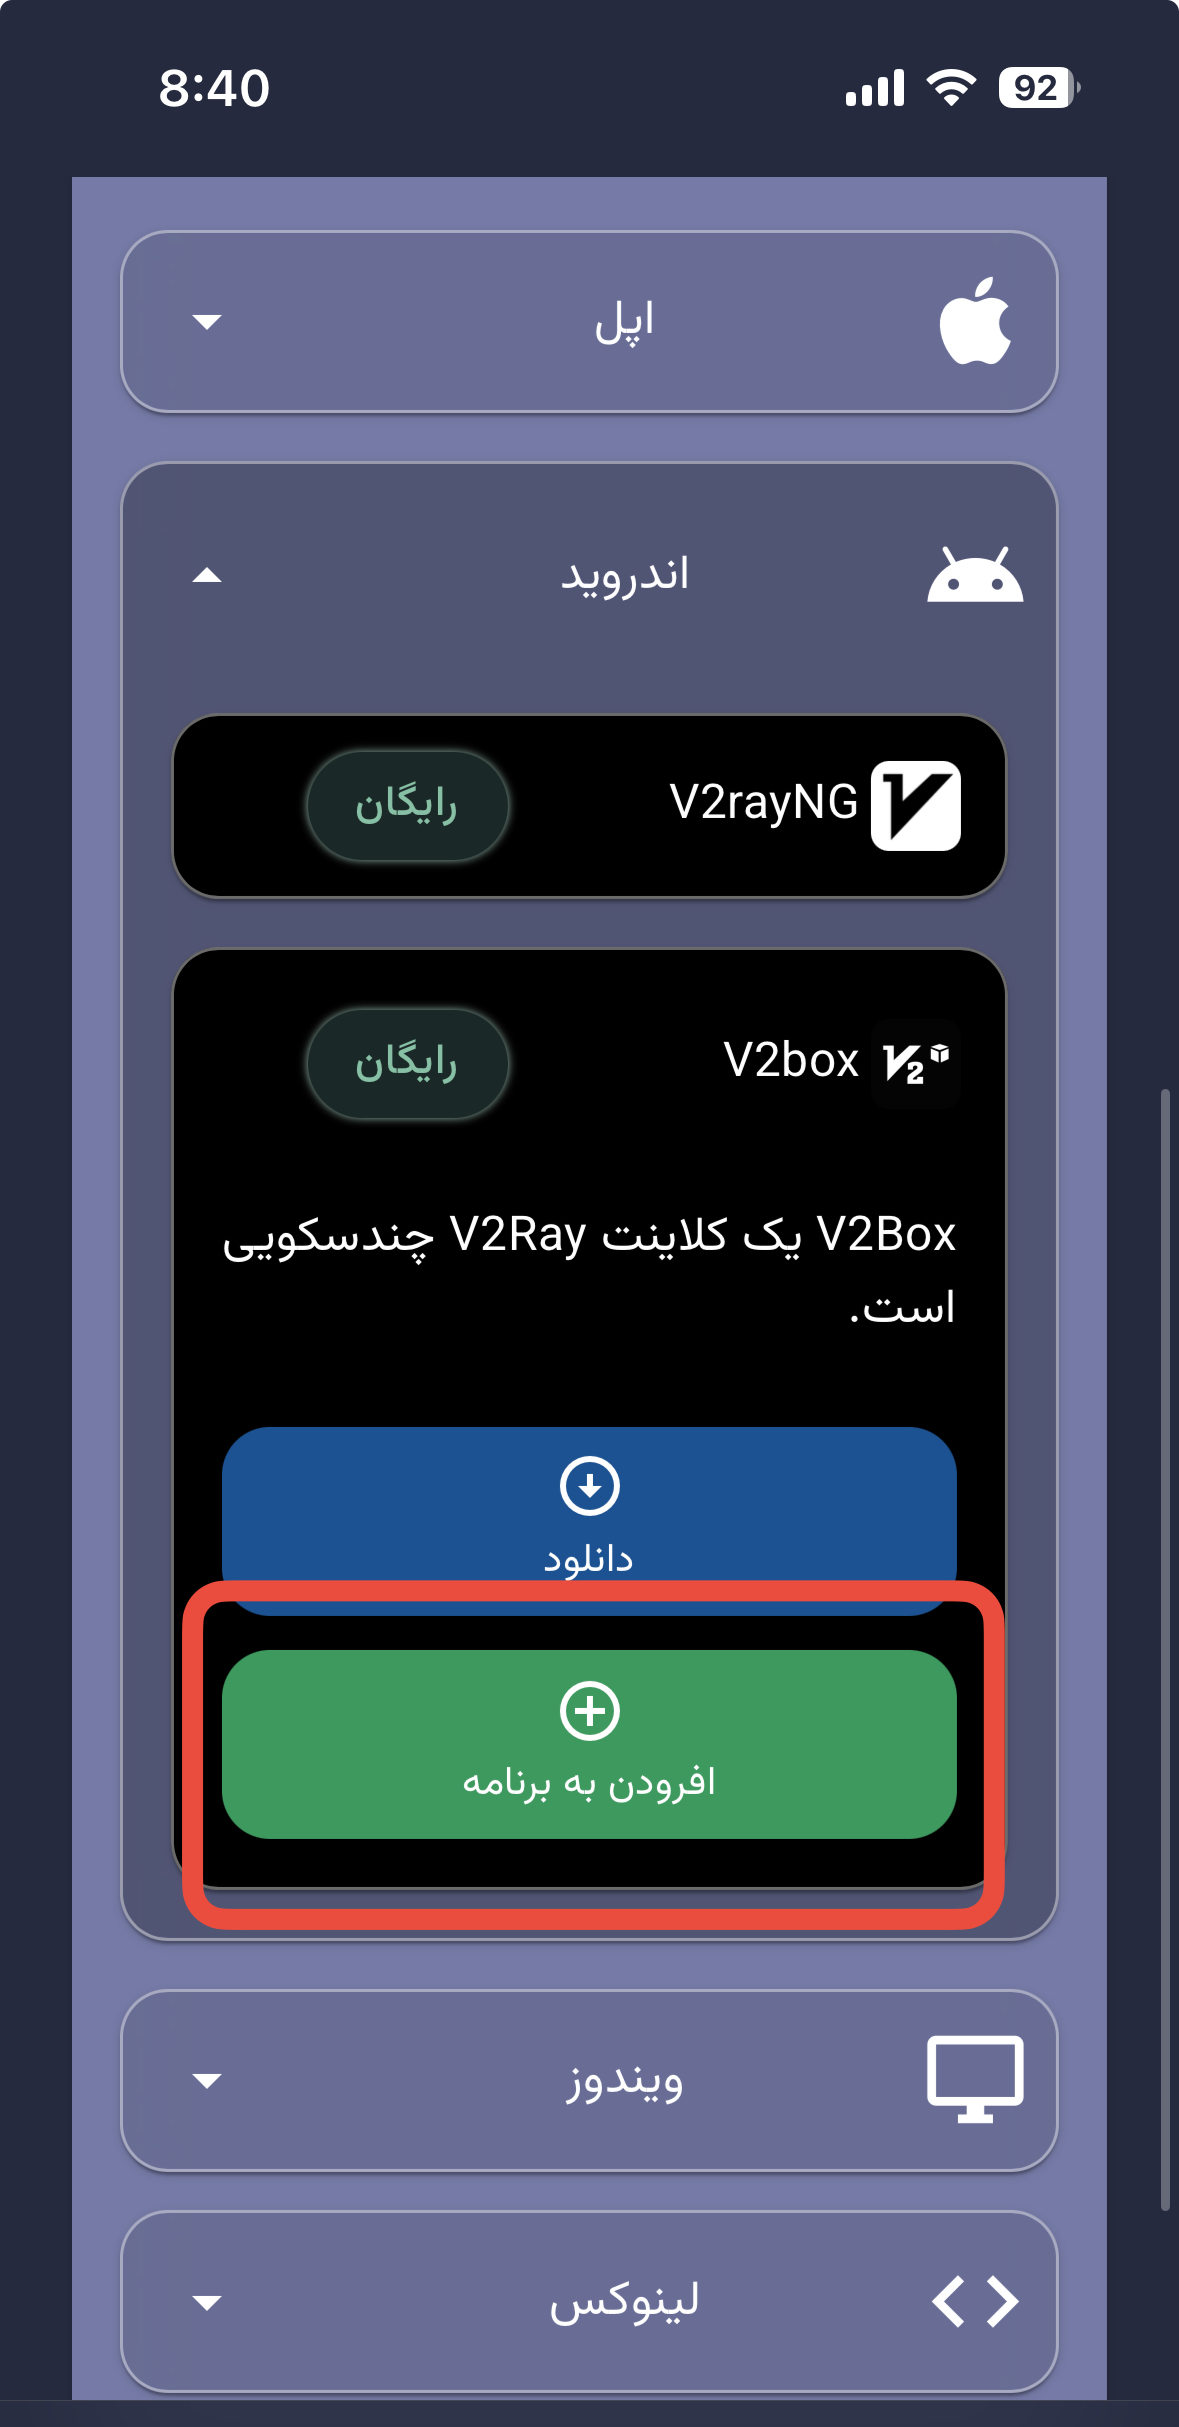 8:40
92
اپل
اندروید
V2rayNG
رایگان
V2box
رایگان
V2Box یک کلاینت V2Ray چندسکویی
است.
دانلود
افرودن به برنامه
ویندوز
لینوکس